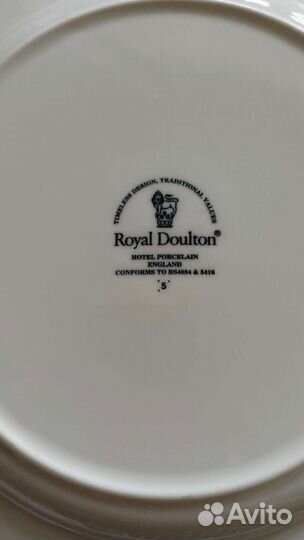 TIMELESS DESIGN, TRADITIONAL VALUES
Royal Doulton®
HOTEL PORCELAIN
ENGLAND
CONFORMS TO BS4034 & 5416
5
Avito